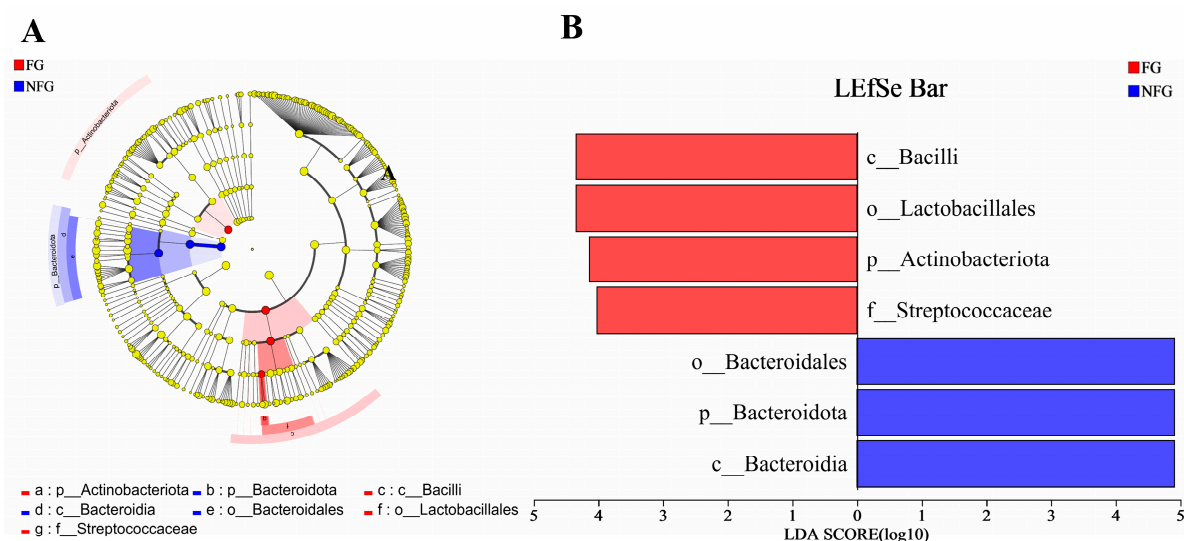 A
FG
NFG
p__Actinobacteriota
p__Bacteroidota
d
e
A
g
f
c
a : p__Actinobacteriota
b : p__Bacteroidota
c : c__Bacilli
d : c__Bacteroidia
e : o__Bacteroidales
f : o__Lactobacillales
g : f__Streptococcaceae
B
FG
NFG
LEfSe Bar
c__Bacilli
o__Lactobacillales
p__Actinobacteriota
f__Streptococcaceae
o__Bacteroidales
p__Bacteroidota
c__Bacteroidia
5 4 3 2 1 0 1 2 3 4 5
LDA SCORE(log10)